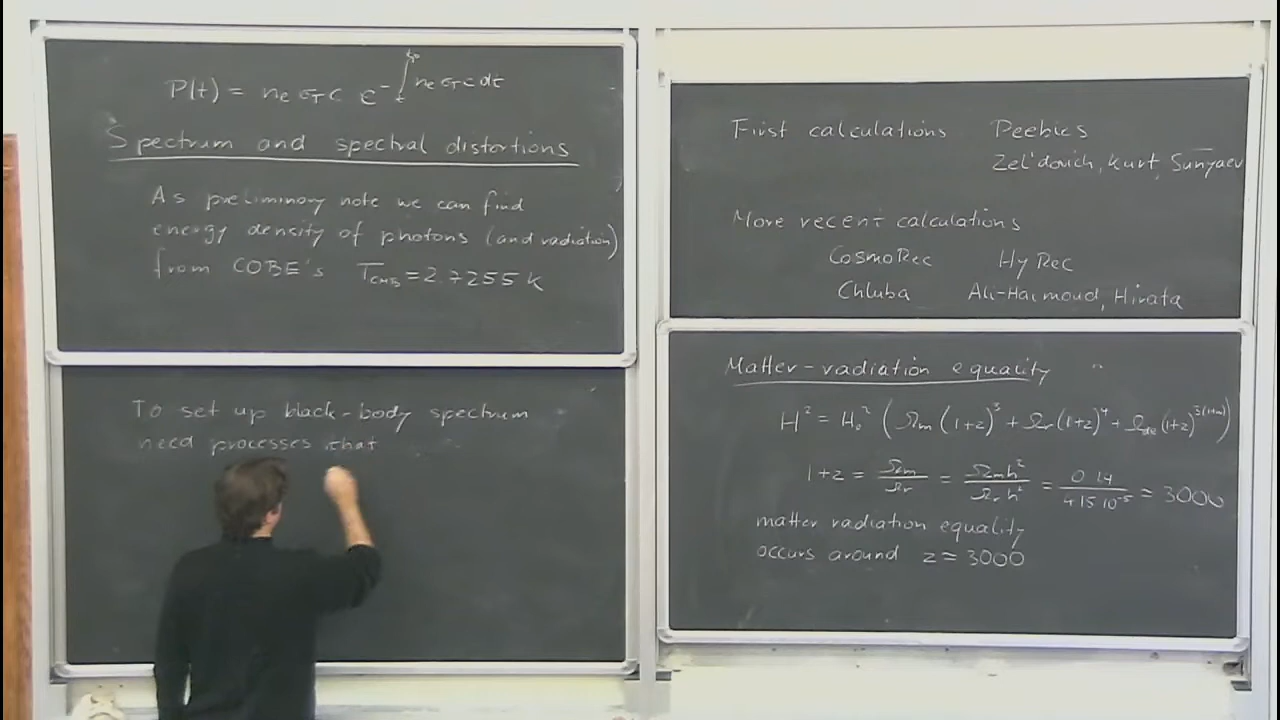 P(t) = ne σT c e^-∫_t^t0 ne σT c dt
Spectrum and spectral distortions
As preliminary note we can find
energy density of photons (and radiation)
from COBE's T_CMB = 2.7255 K
To set up black-body spectrum
need processes that
First calculations Peebles
Zel'dovich, Kurt, Sunyaev
More recent calculations
CosmoRec HyRec
Chluba Ali-Haimoud, Hirata
Matter-radiation equality
H² = H₀² (Ωm (1+z)³ + Ωr (1+z)⁴ + Ωde (1+z)^3(1+w))
1+z = Ωm/Ωr = Ωm h²/Ωr h² = 0.14/4.15 10⁻⁵ ≈ 3000
matter radiation equality
occurs around z ≈ 3000